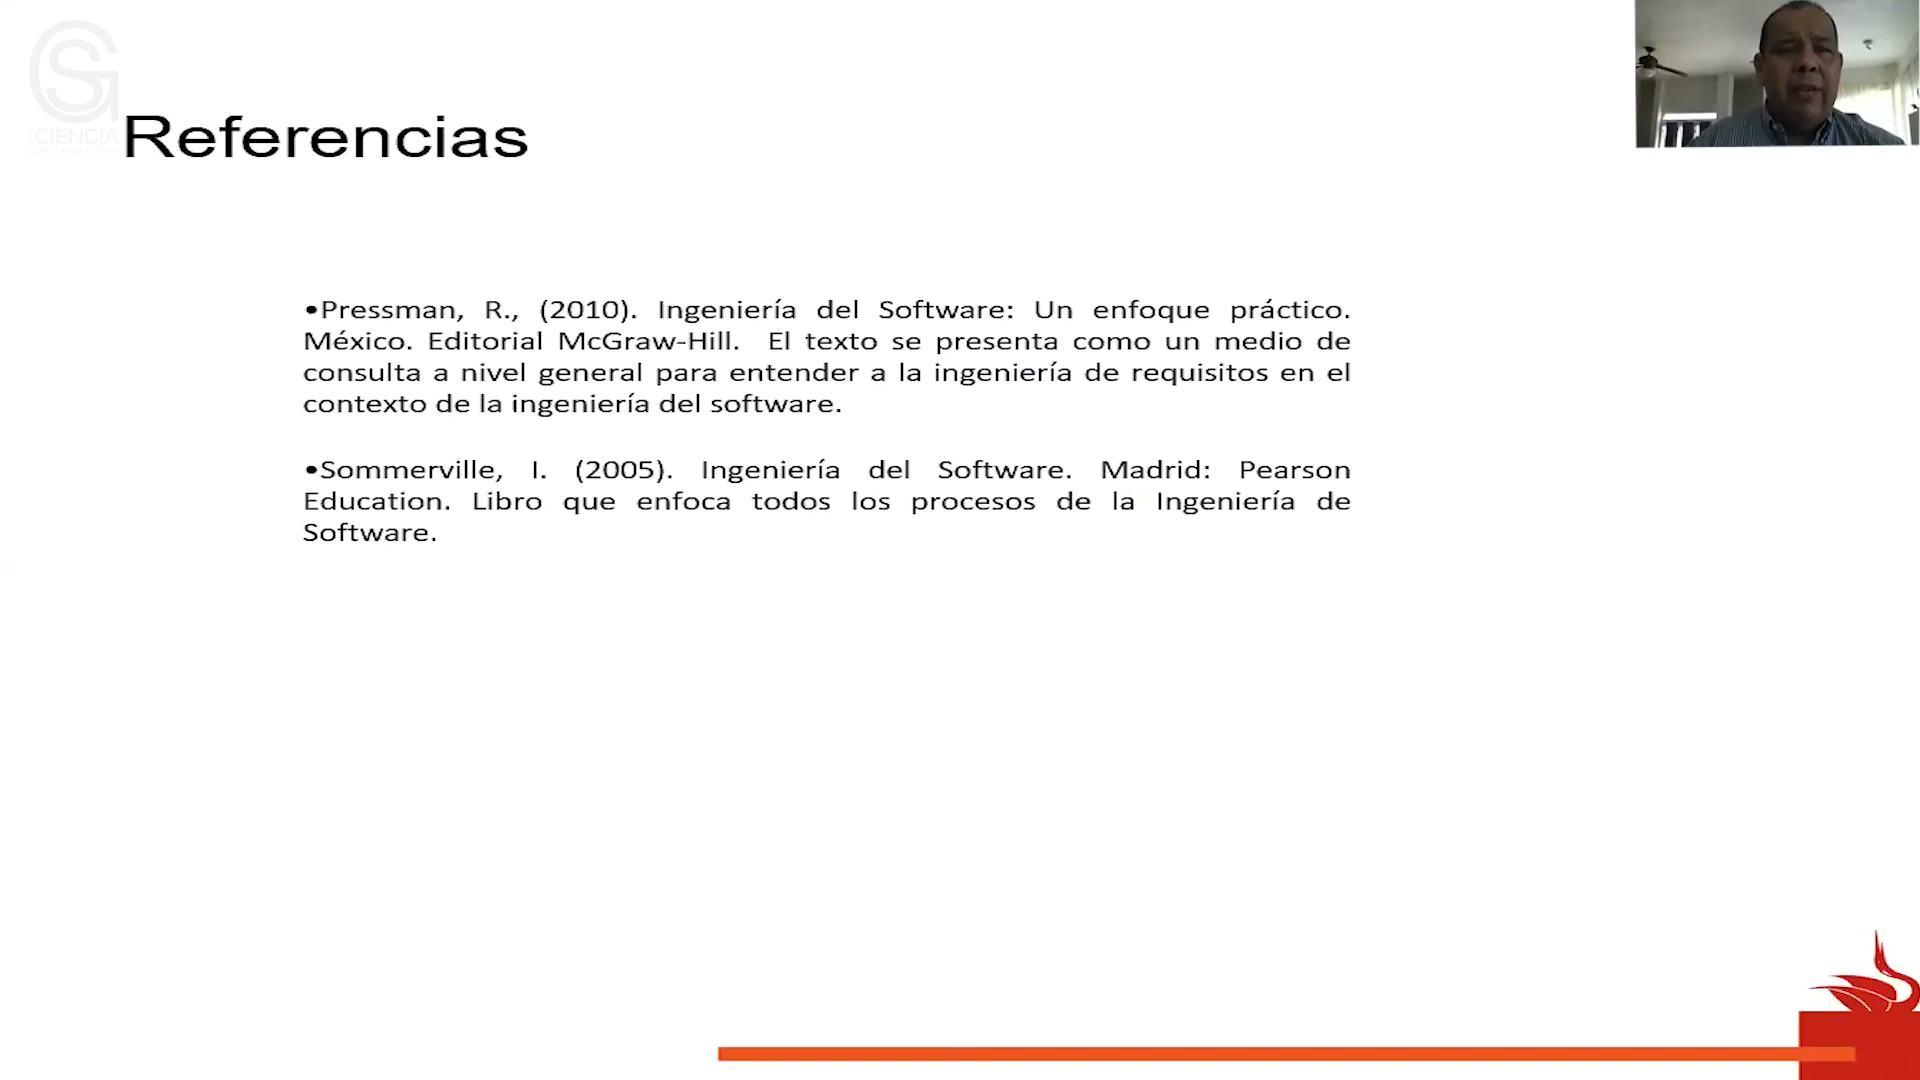 CIENCIA
Referencias
•Pressman, R., (2010). Ingeniería del Software: Un enfoque práctico.
México. Editorial McGraw-Hill. El texto se presenta como un medio de
consulta a nivel general para entender a la ingeniería de requisitos en el
contexto de la ingeniería del software.
•Sommerville, I. (2005). Ingeniería del Software. Madrid: Pearson
Education. Libro que enfoca todos los procesos de la Ingeniería de
Software.